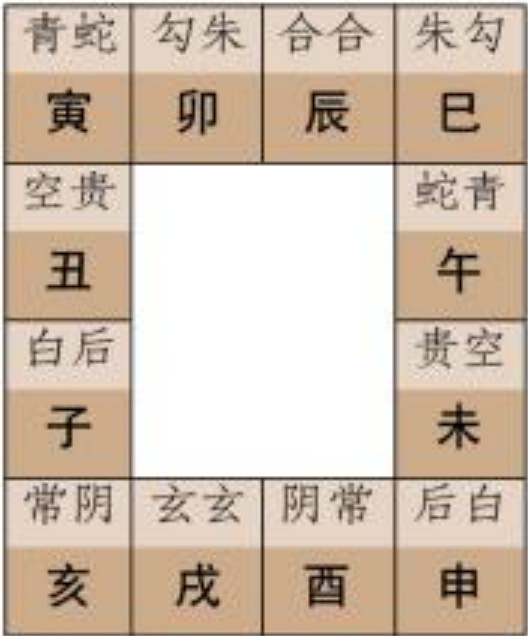 青蛇 勾朱 合合 朱勾
寅 卯 辰 巳
空贵 蛇青
丑 午
白后 贵空
子 未
常阴 玄玄 阴常 后白
亥 戌 酉 申